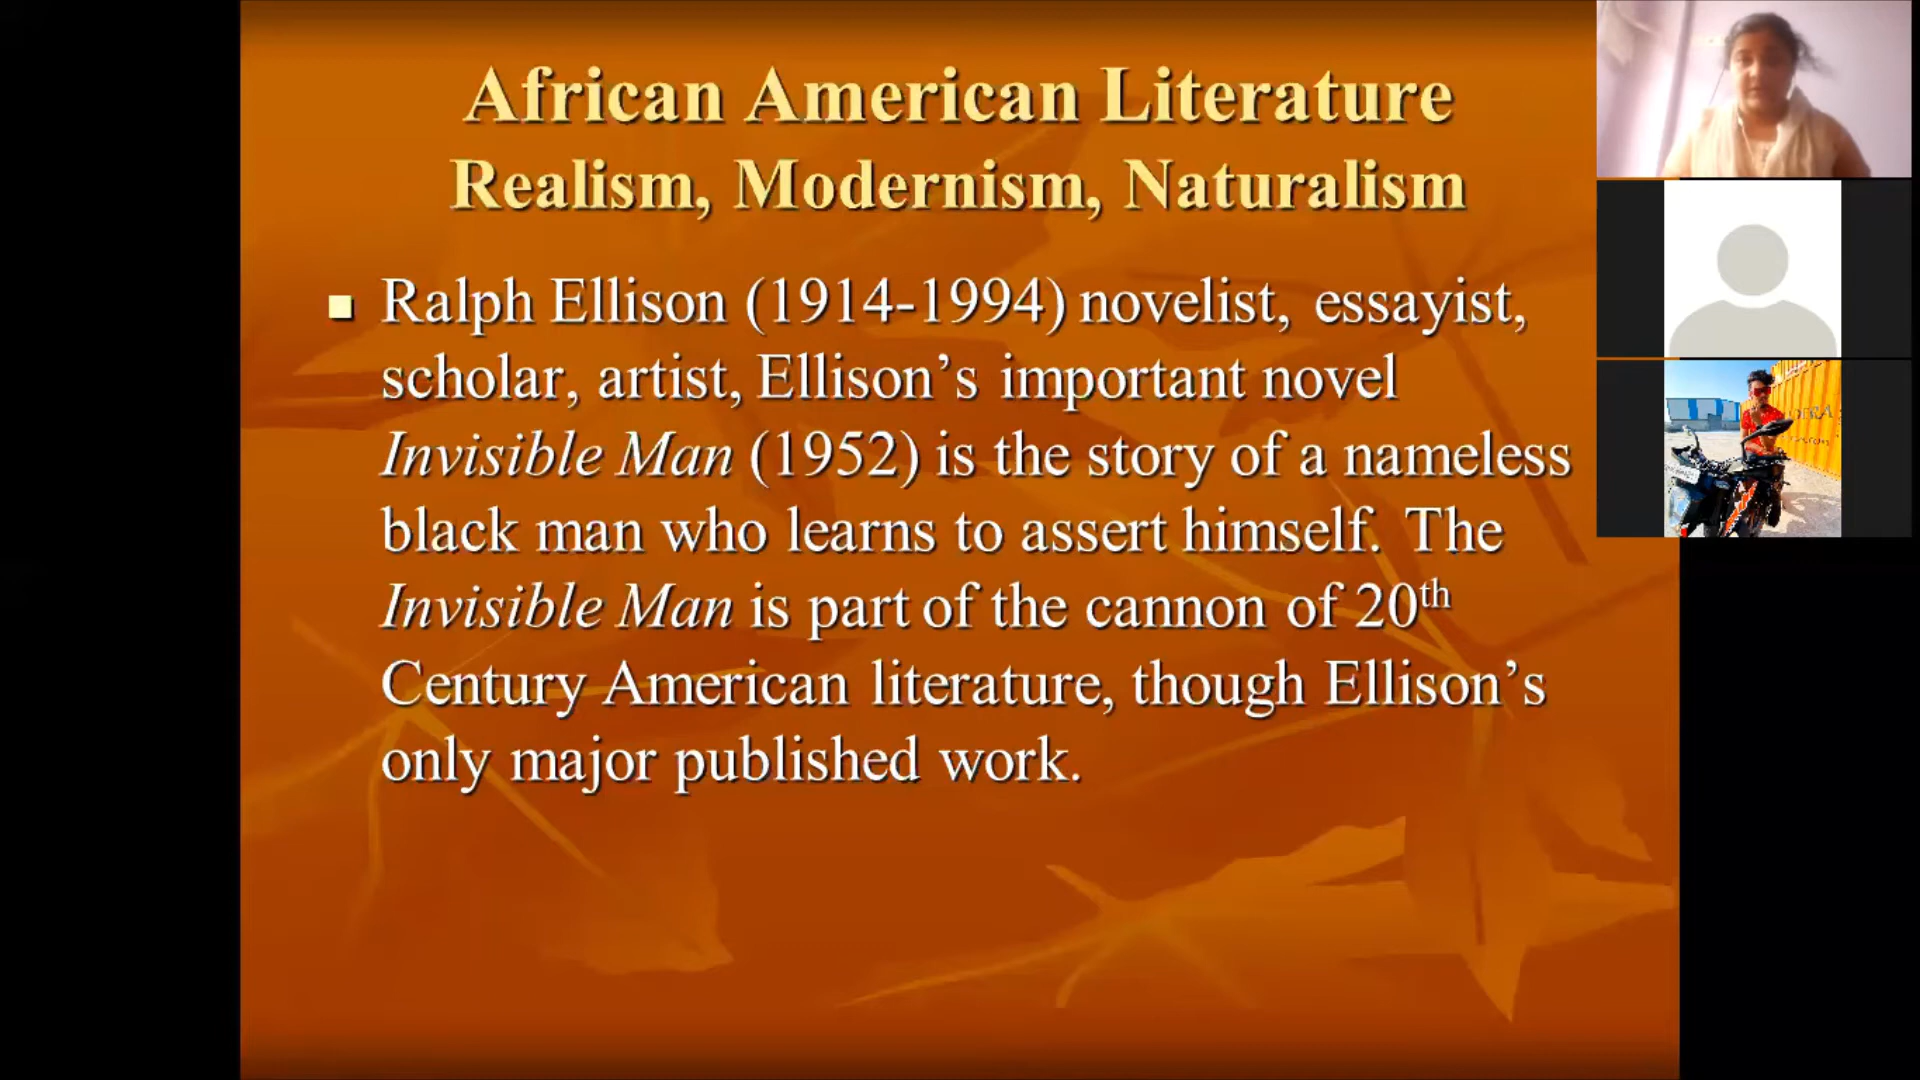 African American Literature
Realism, Modernism, Naturalism
Ralph Ellison (1914-1994) novelist, essayist,
scholar, artist, Ellison’s important novel
Invisible Man (1952) is the story of a nameless
black man who learns to assert himself. The
Invisible Man is part of the cannon of 20th
Century American literature, though Ellison’s
only major published work.